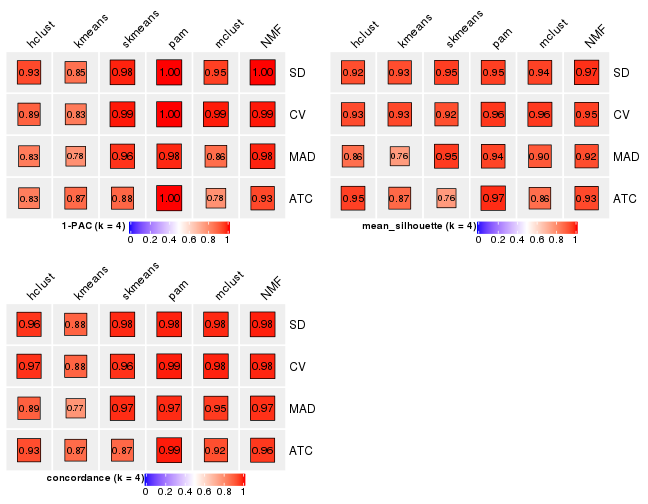 hclust kmeans skmeans pam mclust NMF
0.93 0.85 0.98 1.00 0.95 1.00 SD
0.89 0.83 0.99 1.00 0.99 0.99 CV
0.83 0.78 0.96 0.98 0.86 0.98 MAD
0.83 0.87 0.88 1.00 0.78 0.93 ATC
1-PAC (k = 4)
0 0.2 0.4 0.6 0.8 1
hclust kmeans skmeans pam mclust NMF
0.92 0.93 0.95 0.95 0.94 0.97 SD
0.93 0.93 0.92 0.96 0.96 0.95 CV
0.86 0.76 0.95 0.94 0.90 0.92 MAD
0.95 0.87 0.76 0.97 0.86 0.93 ATC
mean_silhouette (k = 4)
0 0.2 0.4 0.6 0.8 1
hclust kmeans skmeans pam mclust NMF
0.96 0.88 0.98 0.98 0.98 0.98 SD
0.97 0.88 0.96 0.99 0.98 0.98 CV
0.89 0.77 0.97 0.97 0.95 0.97 MAD
0.93 0.87 0.87 0.99 0.92 0.96 ATC
concordance (k = 4)
0 0.2 0.4 0.6 0.8 1